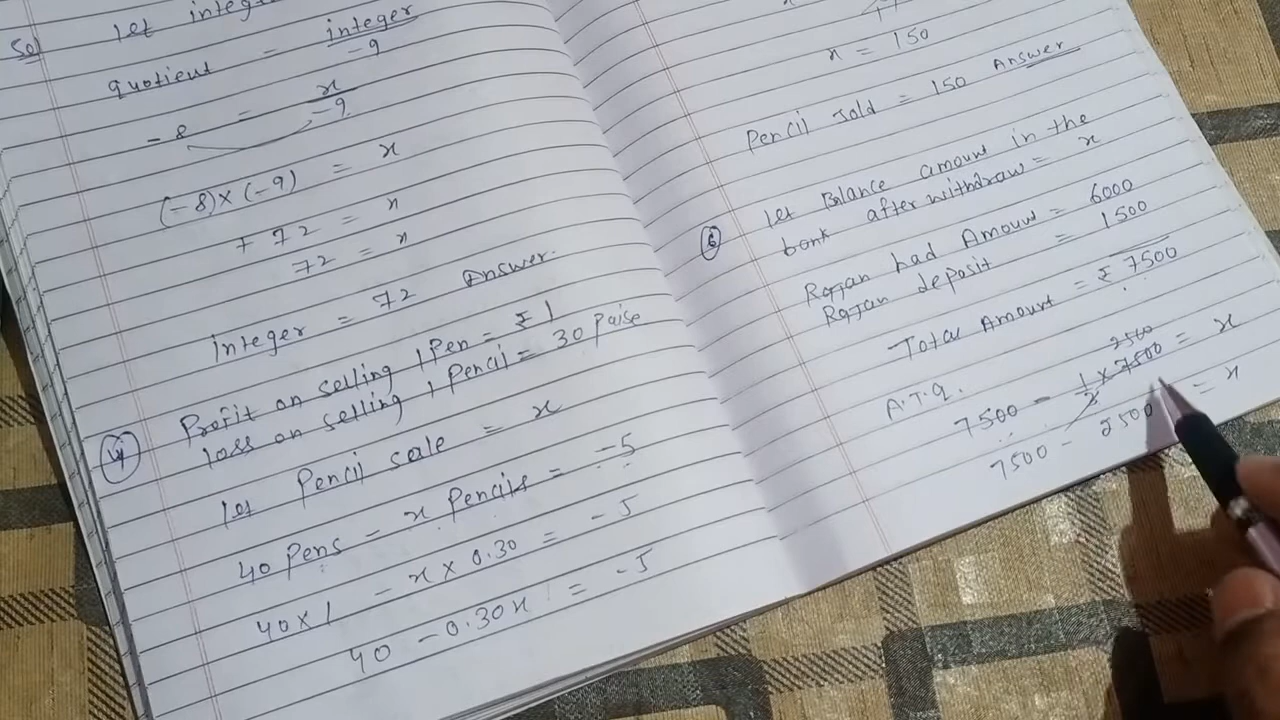 Sol let integ
quotient = integer
-9
-8 = x
-9
(-8) × (-9) = x
+ 72 = x
72 = x
integer = 72 Answer.
Profit on selling 1 Pen = ₹ 1
loss on selling 1 Pencil = 30 Paise
let Pencil sale = x
40 Pens - x Pencils = -5
40 × 1 - x × 0.30 = -5
40 - 0.30x = -5
x = 150
Pencil sold = 150 Answer
6 let Balance amount in the
bank after withdraw = x
Rajan had Amount = 6000
Rajan deposit = 1500
Total Amount = ₹ 7500
A.T.Q.
2500
7500 - 1 × 7500 = x
3
7500 - 2500 = x